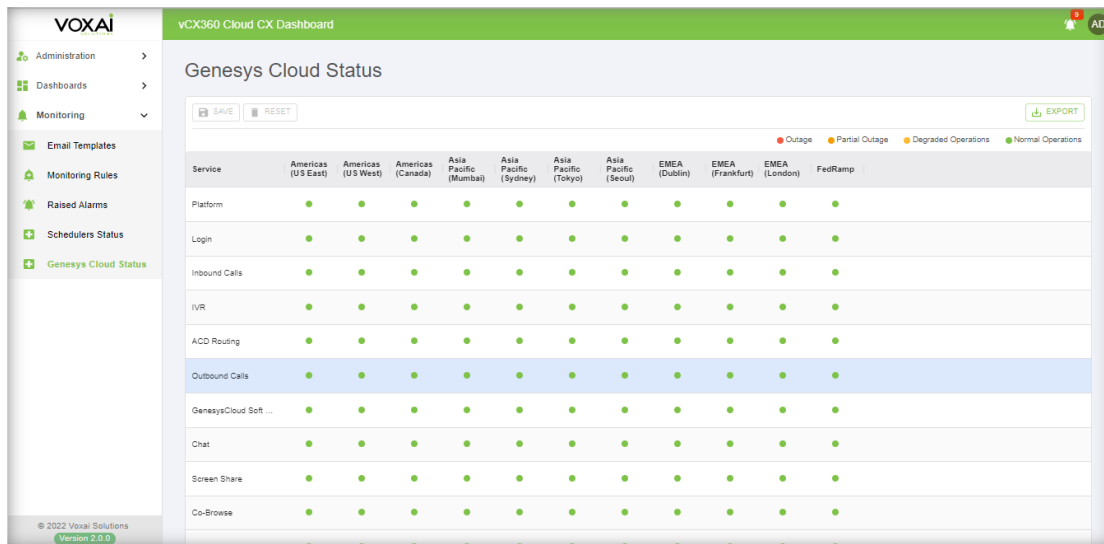 VOXAI
SOLUTIONS
vCX360 Cloud CX Dashboard
AD
Administration
Dashboards
Monitoring
Email Templates
Monitoring Rules
Raised Alarms
Schedulers Status
Genesys Cloud Status
© 2022 Voxai Solutions
Version 2.0.0
Genesys Cloud Status
SAVE RESET EXPORT
Outage Partial Outage Degraded Operations Normal Operations
Service Americas (US East) Americas (US West) Americas (Canada) Asia Pacific (Mumbai) Asia Pacific (Sydney) Asia Pacific (Tokyo) Asia Pacific (Seoul) EMEA (Dublin) EMEA (Frankfurt) EMEA (London) FedRamp
Platform
Login
Inbound Calls
IVR
ACD Routing
Outbound Calls
GenesysCloud Soft ...
Chat
Screen Share
Co-Browse